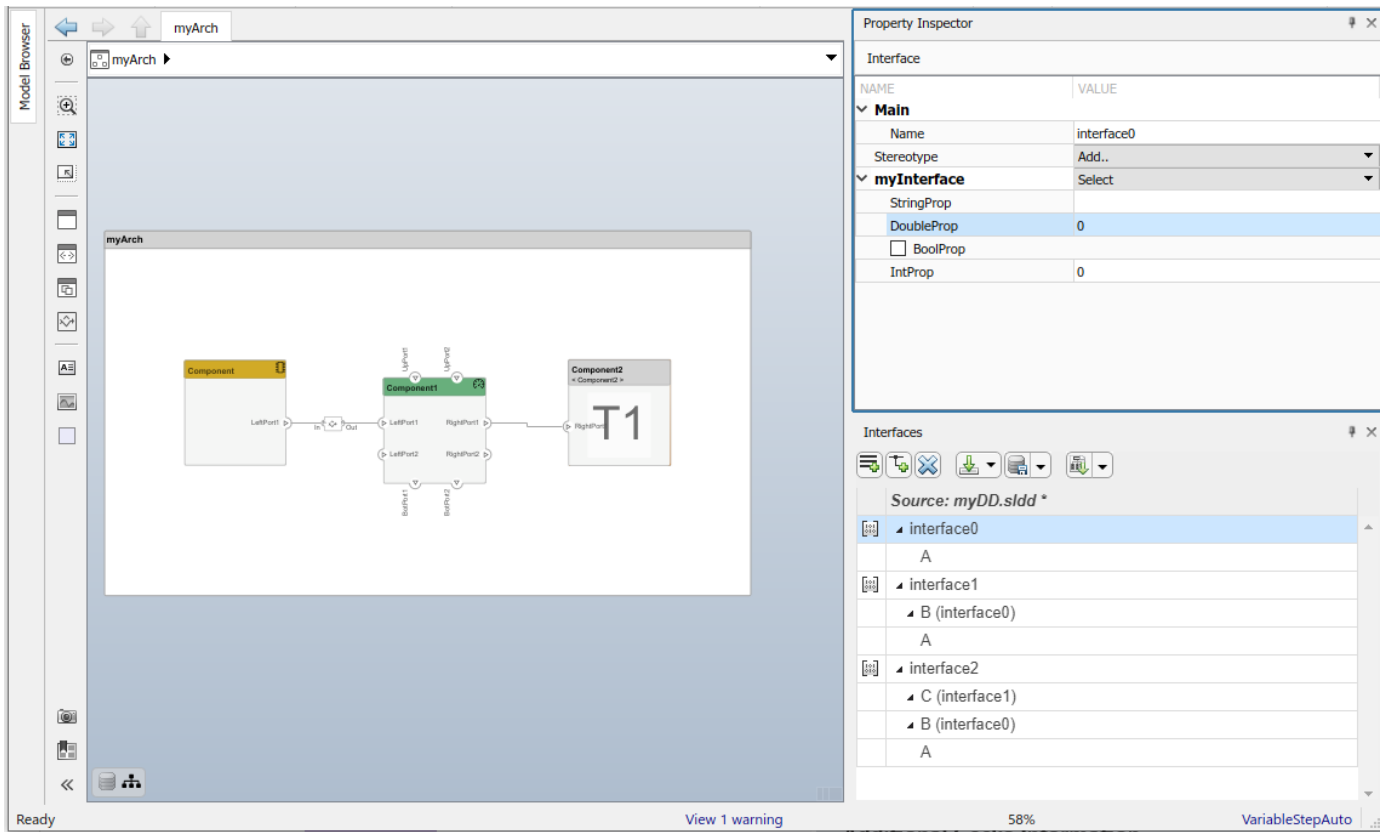 Model Browser
myArch
myArch
myArch
Component
LeftPort1
In
Out
UpPort1
UpPort2
Component1
LeftPort1
RightPort1
LeftPort2
RightPort2
BotPort1
BotPort2
Component2
< Component2 >
T1
Property Inspector
Interface
NAME VALUE
Main
Name interface0
Stereotype Add..
myInterface Select
StringProp
DoubleProp 0
BoolProp
IntProp 0
Interfaces
Source: myDD.sldd *
interface0
A
interface1
B (interface0)
A
interface2
C (interface1)
B (interface0)
A
Ready View 1 warning 58% VariableStepAuto